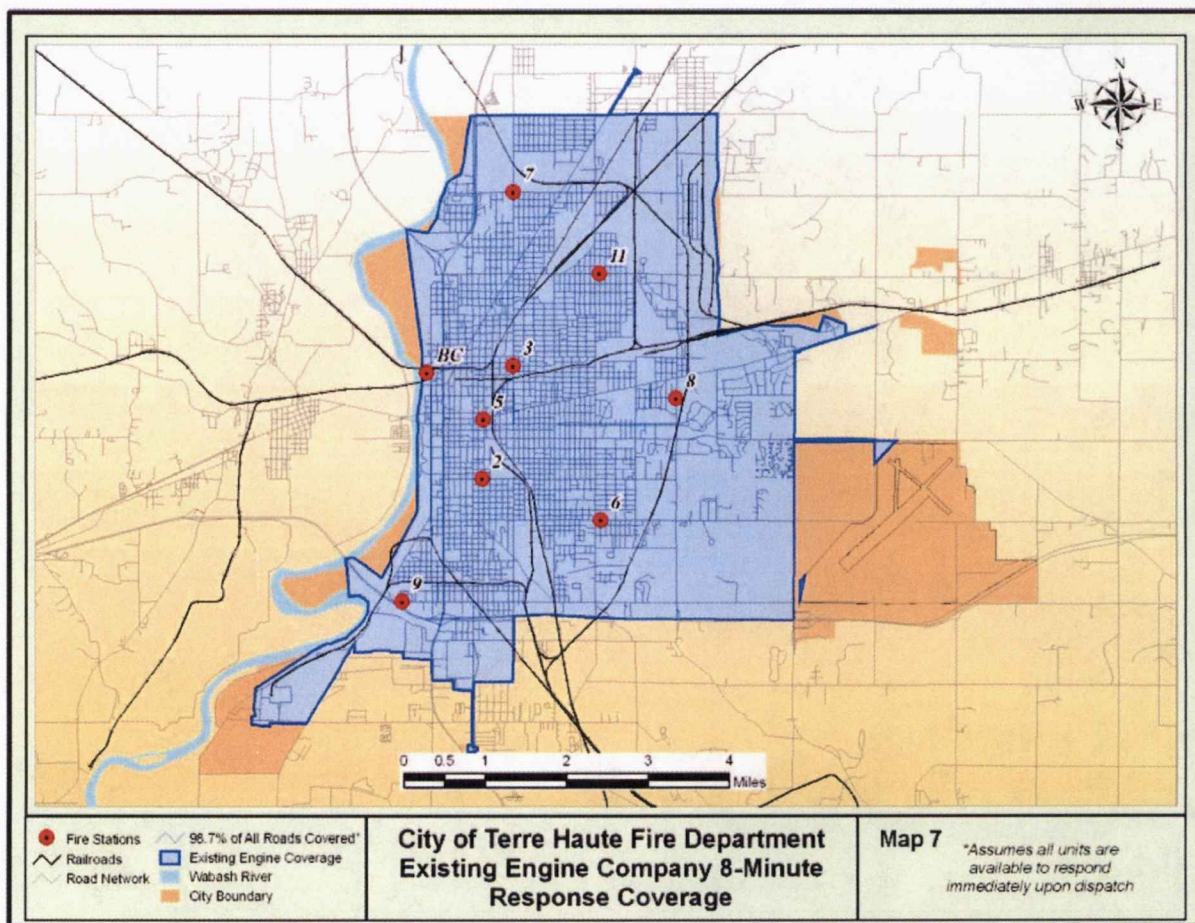 N
W E
S
7
11
BC
3
8
5
2
6
9
0 0.5 1 2 3 4
Miles
Fire Stations
Railroads
Road Network
98.7% of All Roads Covered*
Existing Engine Coverage
Wabash River
City Boundary
City of Terre Haute Fire Department
Existing Engine Company 8-Minute
Response Coverage
Map 7
*Assumes all units are
available to respond
immediately upon dispatch